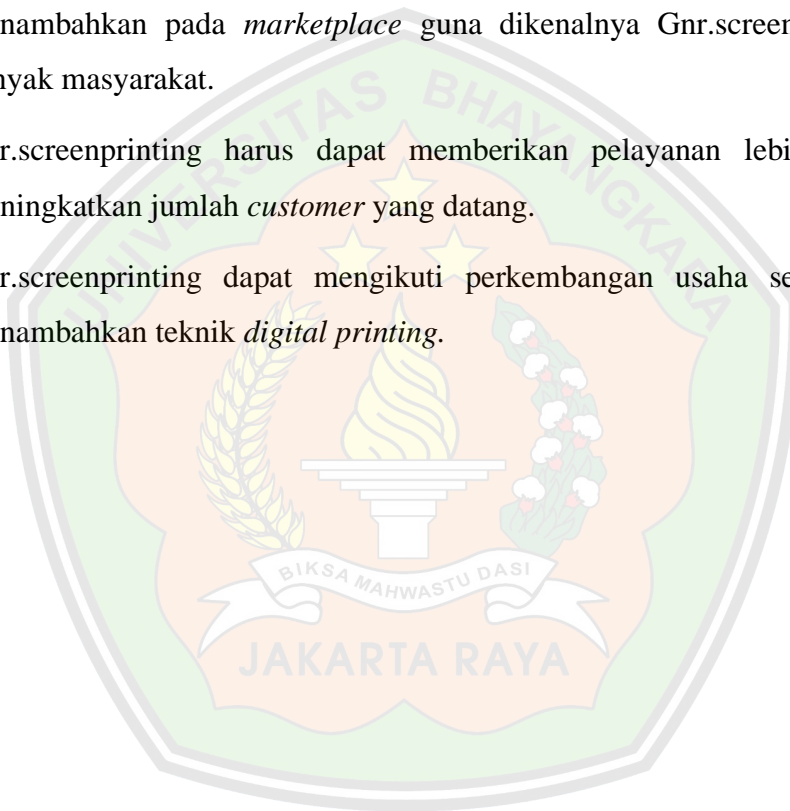 nambahkan pada marketplace guna dikenalnya Gnr.screen
nyak masyarakat.
r.screenprinting harus dapat memberikan pelayanan lebi
ningkatkan jumlah customer yang datang.
r.screenprinting dapat mengikuti perkembangan usaha se
nambahkan teknik digital printing.
UNIVERSITAS BHAYANGKARA
BIKSA MAHWASTU DASI
JAKARTA RAYA